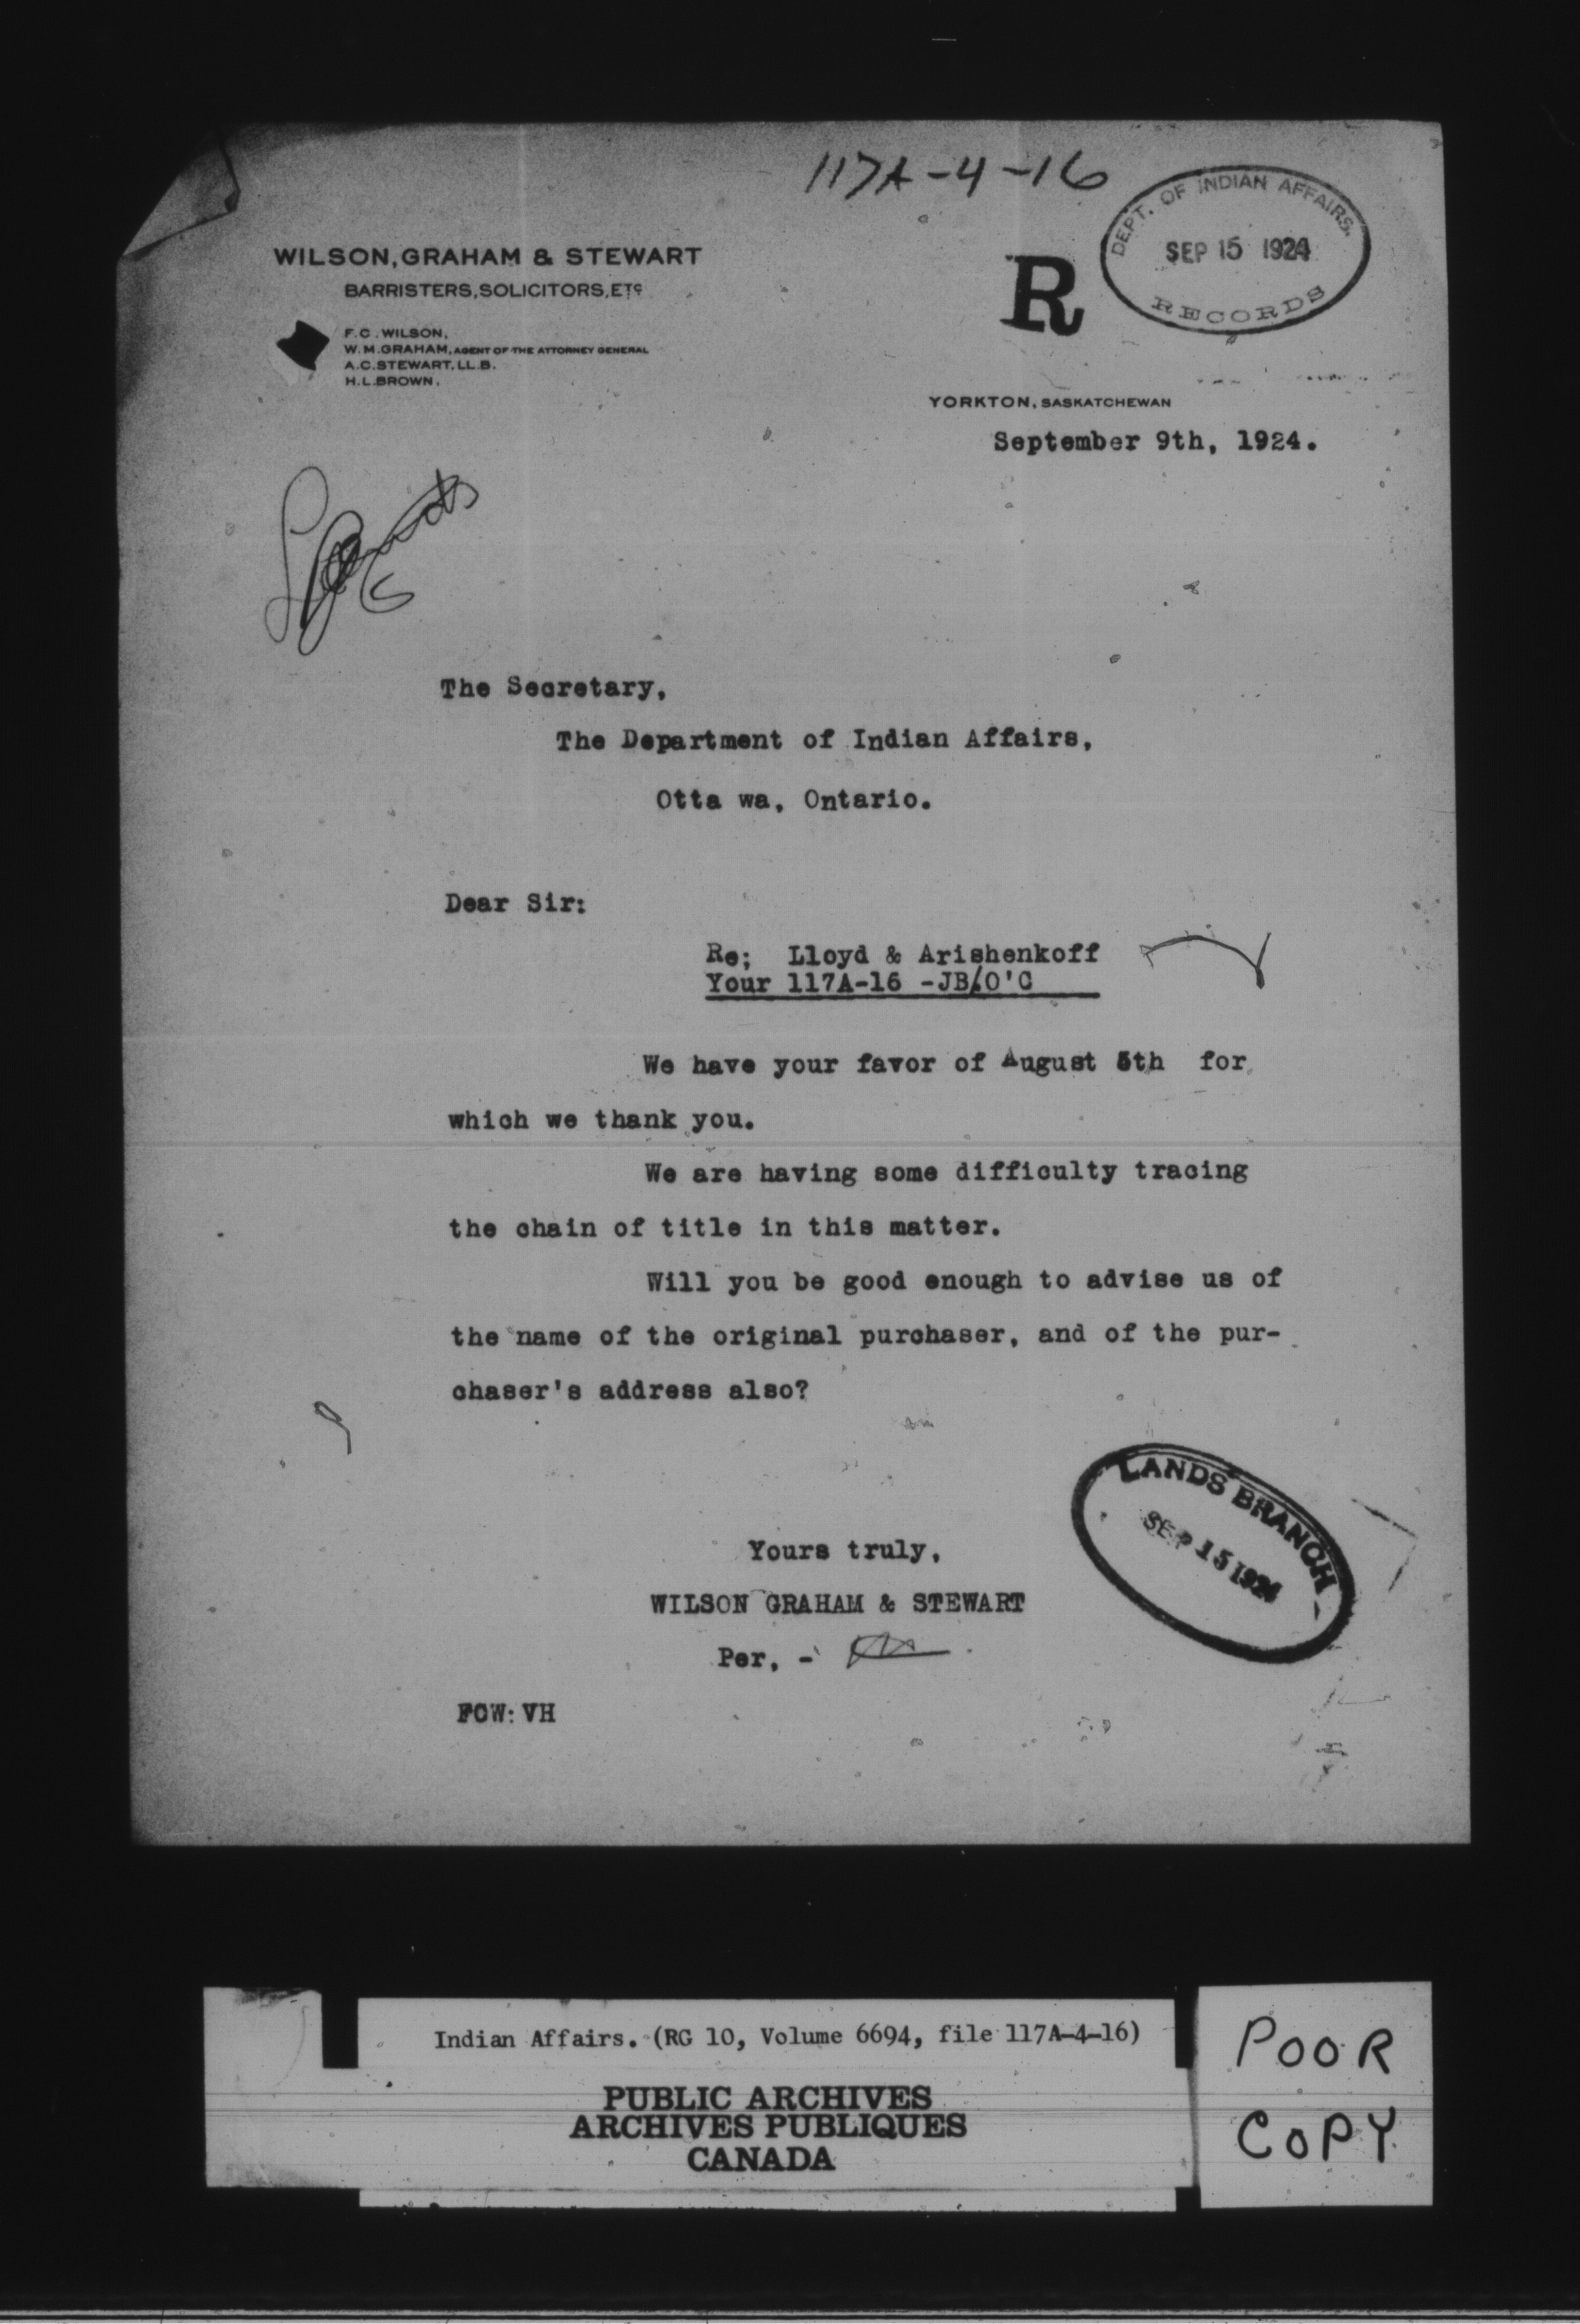 117A-4-16
DEPT. OF INDIAN AFFAIRS.
SEP 15 1924
RECORDS
R
WILSON, GRAHAM & STEWART
BARRISTERS, SOLICITORS, ETC
F.C. WILSON,
W.M. GRAHAM, AGENT OF THE ATTORNEY GENERAL
A.C. STEWART, LL.B.
H.L. BROWN.
YORKTON, SASKATCHEWAN
September 9th, 1924.
The Secretary,
The Department of Indian Affairs,
Otta wa, Ontario.
Dear Sir:
Re; Lloyd & Arishenkoff
Your 117A-16 -JB/O'C
We have your favor of August 5th for
which we thank you.
We are having some difficulty tracing
the chain of title in this matter.
Will you be good enough to advise us of
the name of the original purchaser, and of the pur-
chaser's address also?
LANDS BRANCH
SEP 15 1924
Yours truly,
WILSON GRAHAM & STEWART
Per, -
FCW: VH
Indian Affairs. (RG 10, Volume 6694, file 117A-4-16)
PUBLIC ARCHIVES
ARCHIVES PUBLIQUES
CANADA
POOR
COPY